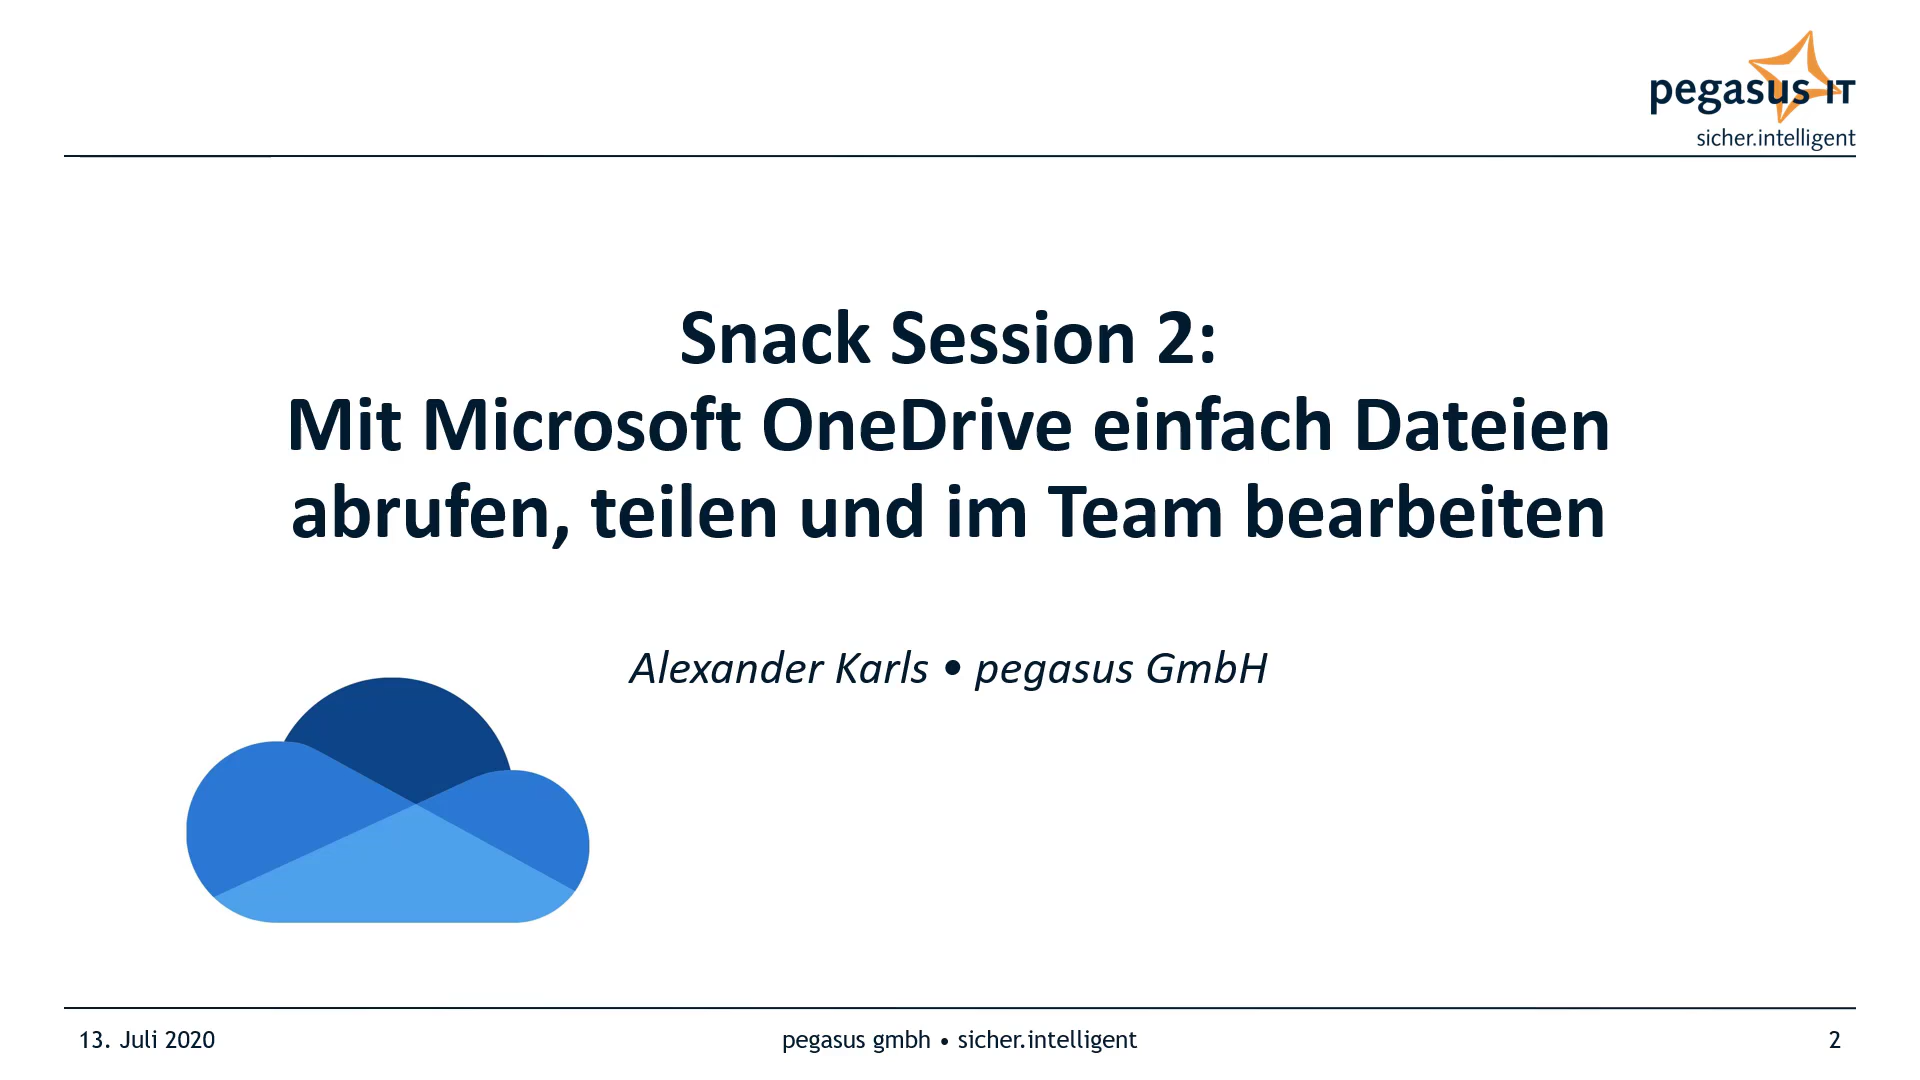 pegasus IT
sicher.intelligent
Snack Session 2:
Mit Microsoft OneDrive einfach Dateien
abrufen, teilen und im Team bearbeiten
Alexander Karls • pegasus GmbH
13. Juli 2020
pegasus gmbh • sicher.intelligent
2